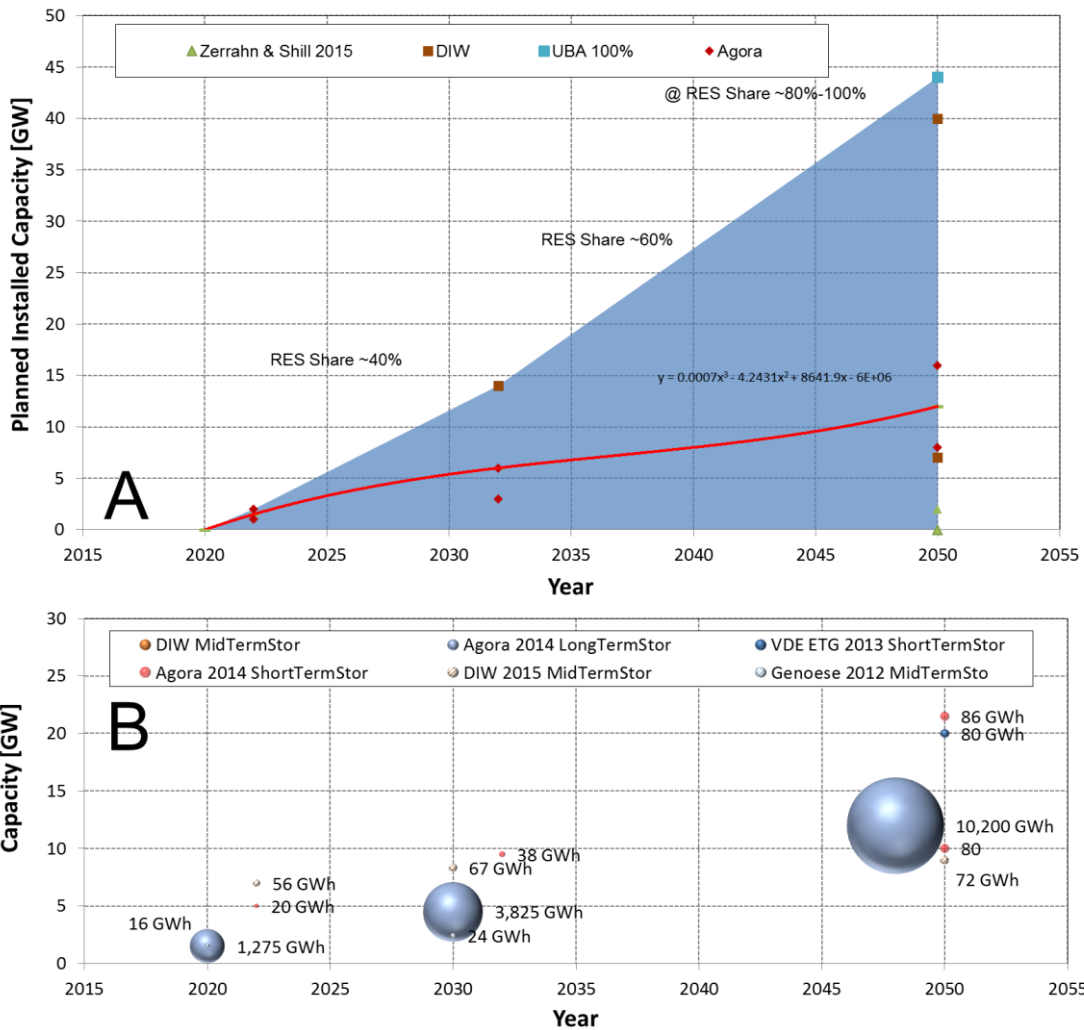 50
45
40
35
30
25
20
15
10
5
0
Planned Installed Capacity [GW]
Zerrahn & Shill 2015 DIW UBA 100% Agora
@ RES Share ~80%-100%
RES Share ~60%
RES Share ~40%
y = 0.0007x³ - 4.2431x² + 8641.9x - 6E+06
A
2015 2020 2025 2030 2035 2040 2045 2050 2055
Year
30
25
20
15
10
5
0
Capacity [GW]
DIW MidTermStor Agora 2014 LongTermStor VDE ETG 2013 ShortTermStor
Agora 2014 ShortTermStor DIW 2015 MidTermStor Genoese 2012 MidTermSto
B
86 GWh
80 GWh
10,200 GWh
80
72 GWh
38 GWh
67 GWh
3,825 GWh
24 GWh
56 GWh
20 GWh
16 GWh
1,275 GWh
2015 2020 2025 2030 2035 2040 2045 2050 2055
Year